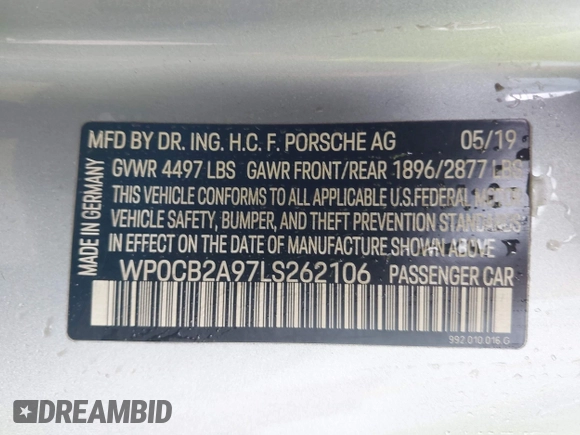 MFD BY DR. ING. H.C. F. PORSCHE AG 05/19
GVWR 4497 LBS GAWR FRONT/REAR 1896/2877 LBS
THIS VEHICLE CONFORMS TO ALL APPLICABLE U.S. FEDERAL MOTOR
VEHICLE SAFETY, BUMPER, AND THEFT PREVENTION STANDARDS
IN EFFECT ON THE DATE OF MANUFACTURE SHOWN ABOVE
WP0CB2A97LS262106 PASSENGER CAR
992.010.016.G
MADE IN GERMANY
DREAMBID